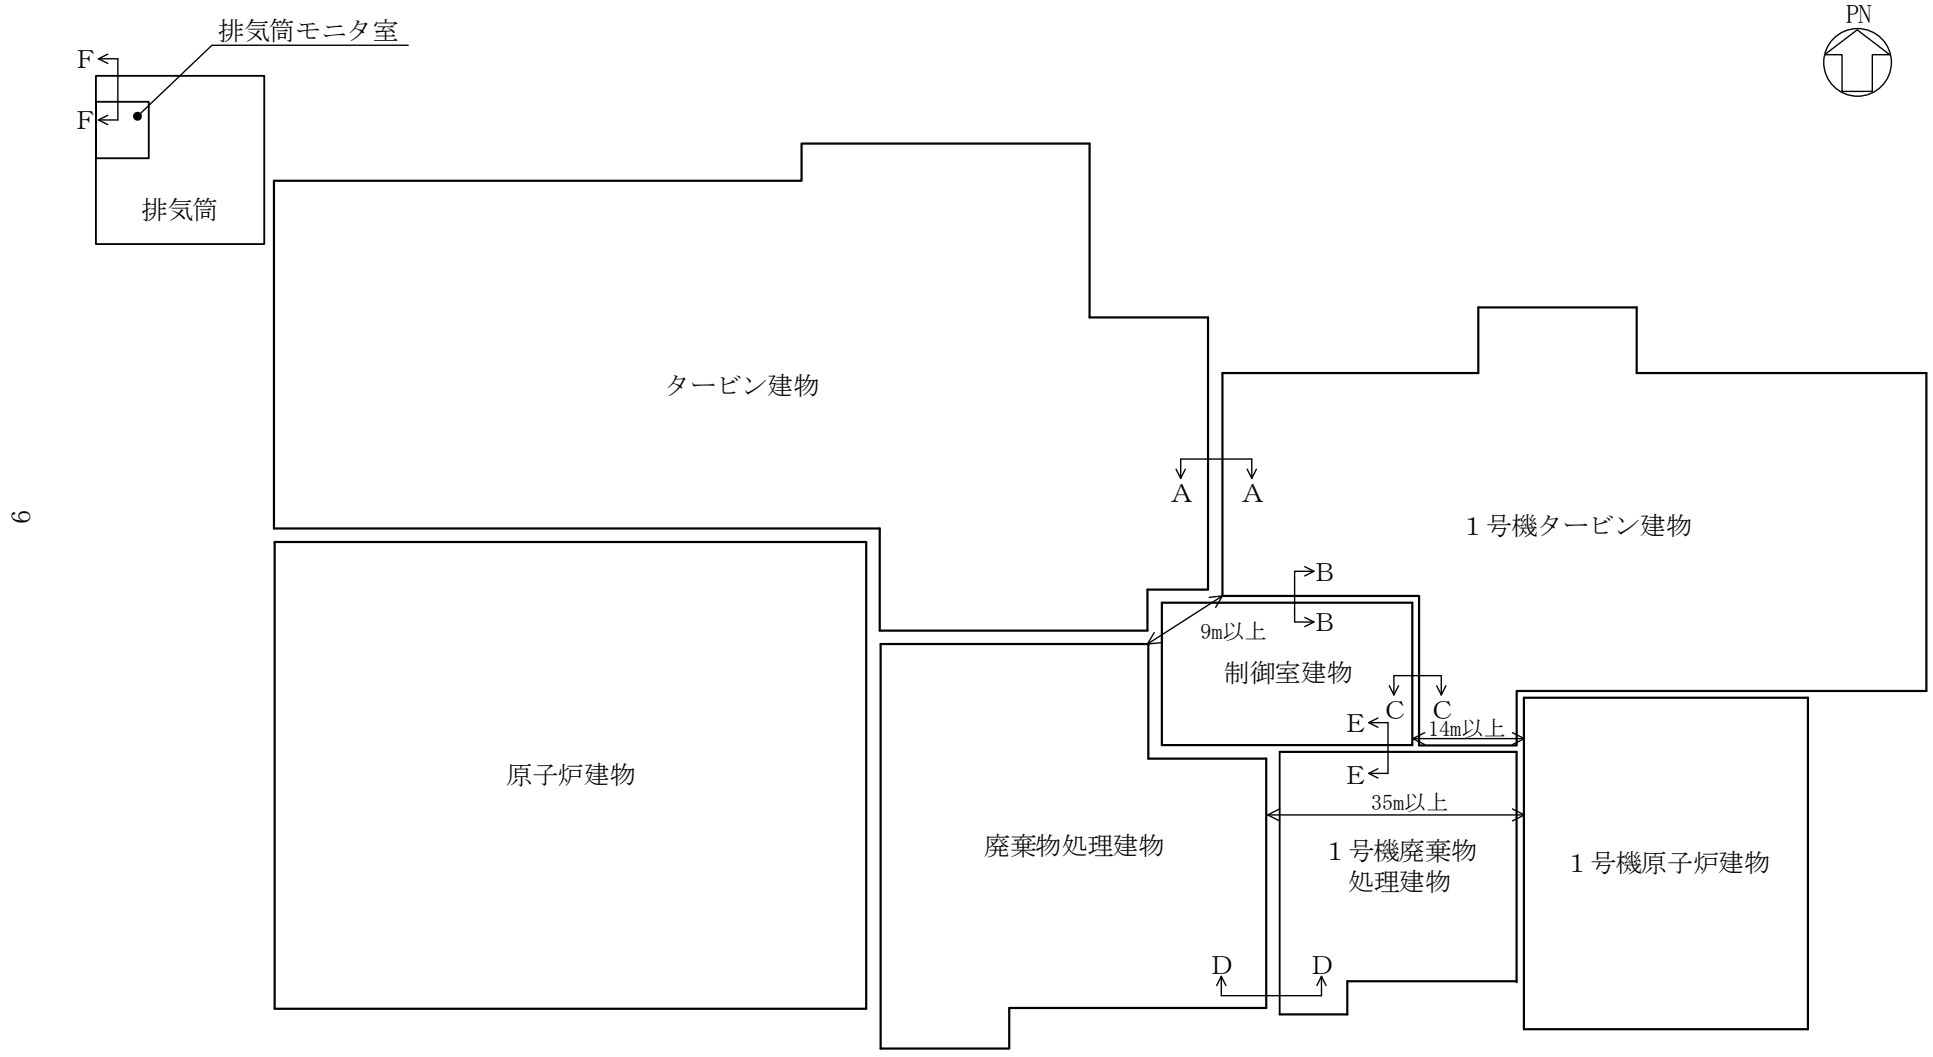 PN
排気筒モニタ室
F
F
排気筒
タービン建物
A
A
1号機タービン建物
B
B
9m以上
制御室建物
C
C
E
14m以上
E
原子炉建物
35m以上
廃棄物処理建物
1号機廃棄物
処理建物
1号機原子炉建物
D
D
9